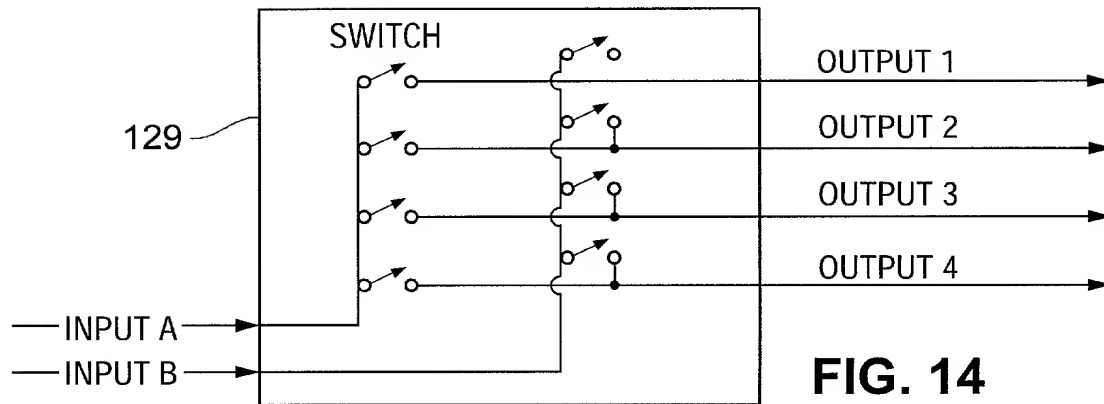 SWITCH
OUTPUT 1
129
OUTPUT 2
OUTPUT 3
OUTPUT 4
INPUT A
INPUT B
FIG. 14